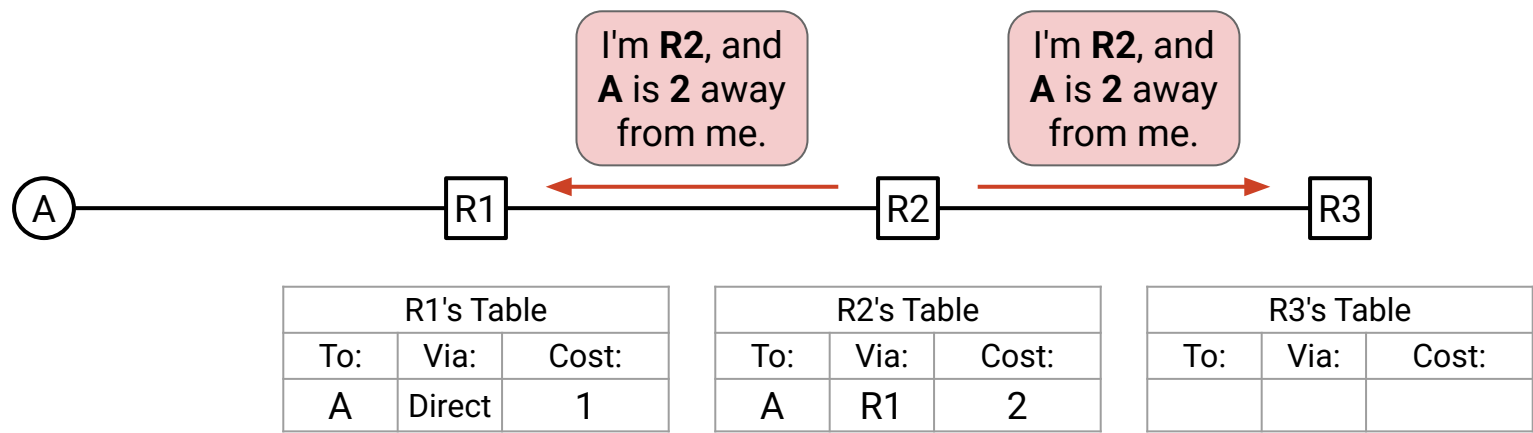 I'm R2, and
A is 2 away
from me.
I'm R2, and
A is 2 away
from me.
A
R1
R2
R3
R1's Table
To: Via: Cost:
A Direct 1
R2's Table
To: Via: Cost:
A R1 2
R3's Table
To: Via: Cost: